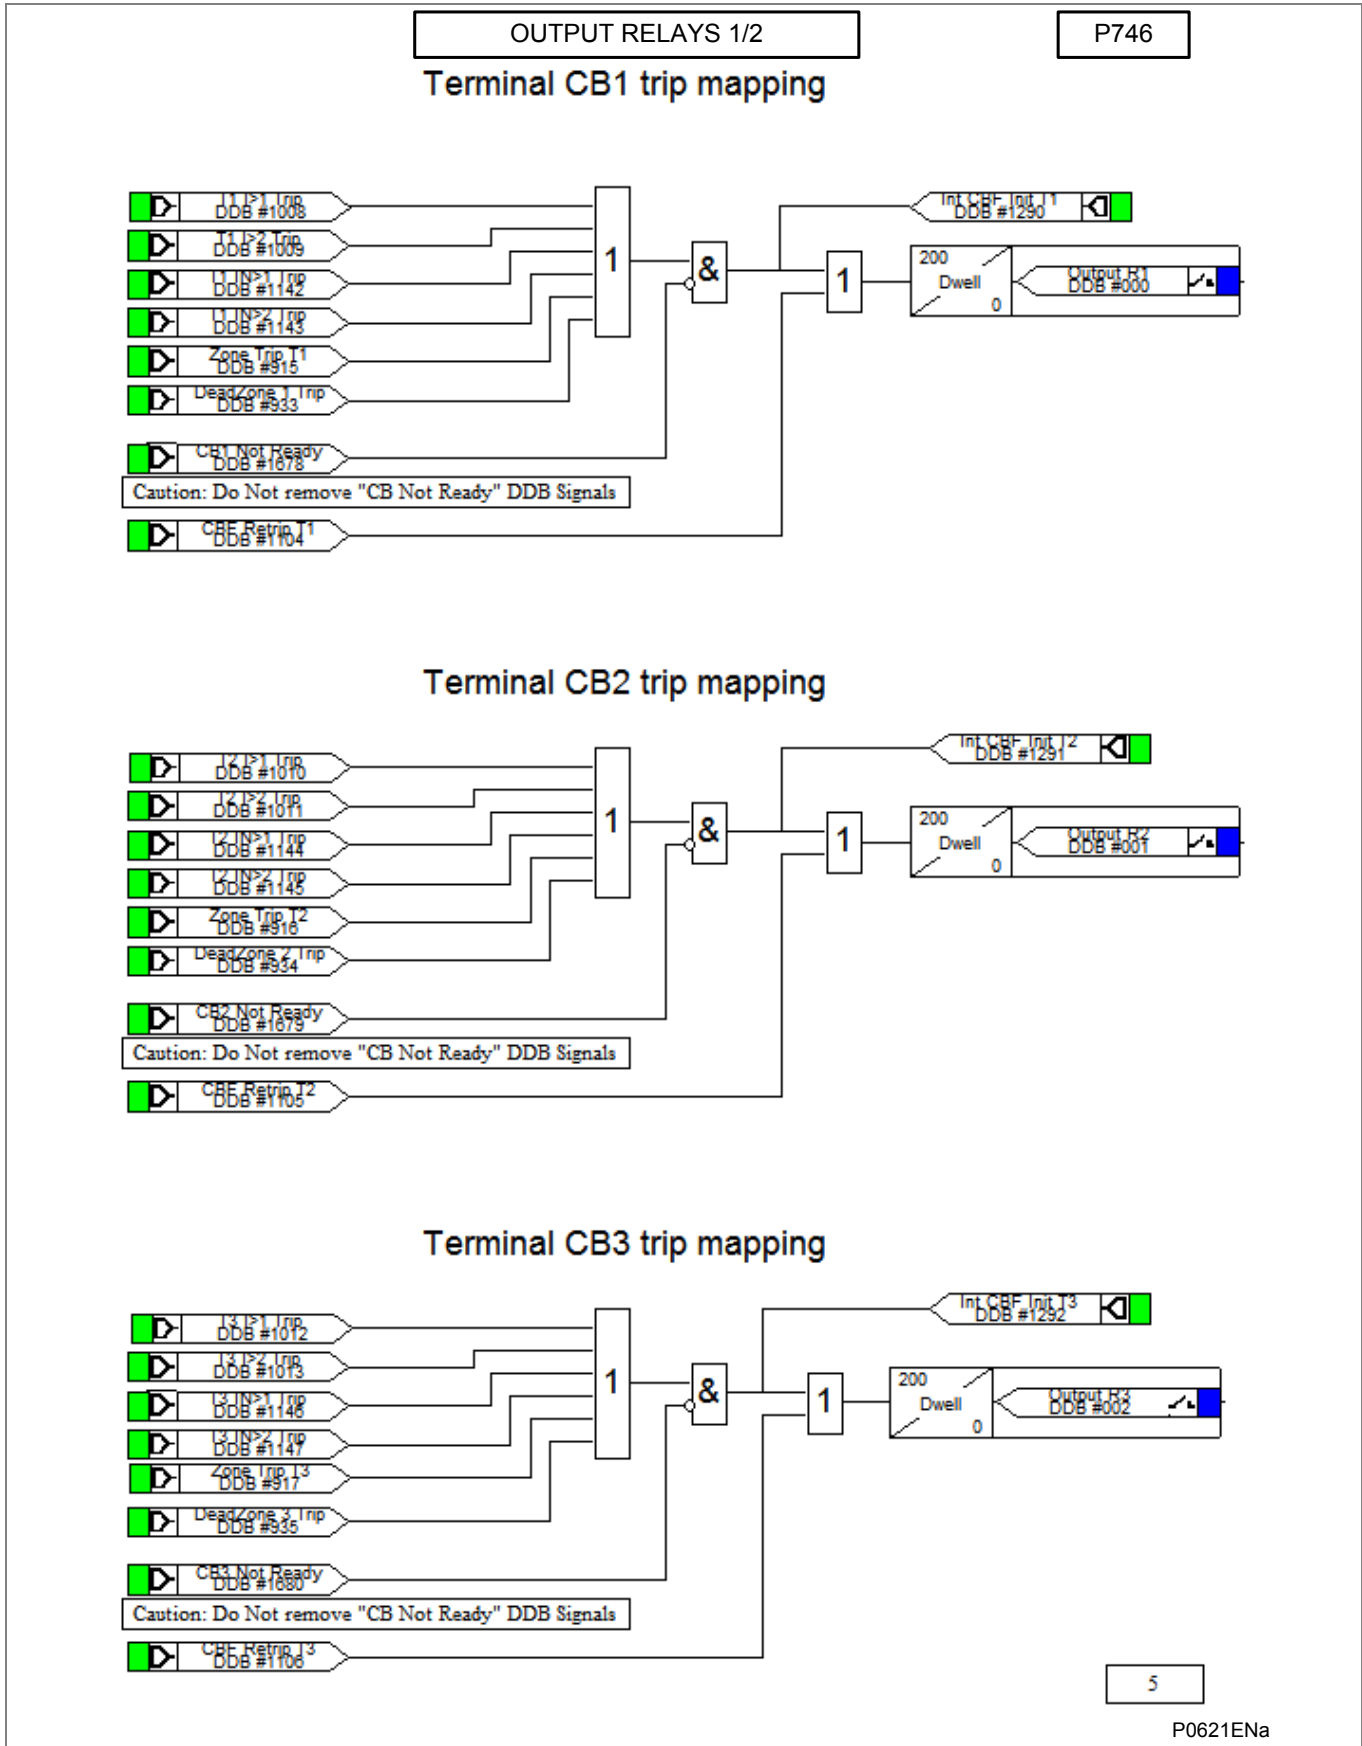 OUTPUT RELAYS 1/2
P746
Terminal CB1 trip mapping
T1 I>1 Trip
DDB #1008
T1 I>2 Trip
DDB #1009
T1 IN>1 Trip
DDB #1142
T1 IN>2 Trip
DDB #1143
Zone Trip T1
DDB #915
DeadZone 1 Trip
DDB #933
CB1 Not Ready
DDB #1678
Caution: Do Not remove "CB Not Ready" DDB Signals
CBF Retrip T1
DDB #1104
1
&
1
Int CBF Init T1
DDB #1290
200
Dwell
0
Output R1
DDB #000
Terminal CB2 trip mapping
T2 I>1 Trip
DDB #1010
T2 I>2 Trip
DDB #1011
T2 IN>1 Trip
DDB #1144
T2 IN>2 Trip
DDB #1145
Zone Trip T2
DDB #916
DeadZone 2 Trip
DDB #934
CB2 Not Ready
DDB #1679
Caution: Do Not remove "CB Not Ready" DDB Signals
CBF Retrip T2
DDB #1105
1
&
1
Int CBF Init T2
DDB #1291
200
Dwell
0
Output R2
DDB #001
Terminal CB3 trip mapping
T3 I>1 Trip
DDB #1012
T3 I>2 Trip
DDB #1013
T3 IN>1 Trip
DDB #1146
T3 IN>2 Trip
DDB #1147
Zone Trip T3
DDB #917
DeadZone 3 Trip
DDB #935
CB3 Not Ready
DDB #1680
Caution: Do Not remove "CB Not Ready" DDB Signals
CBF Retrip T3
DDB #1106
1
&
1
Int CBF Init T3
DDB #1292
200
Dwell
0
Output R3
DDB #002
5
P0621ENa